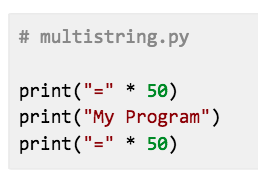 # multistring.py
print("=" * 50)
print("My Program")
print("=" * 50)